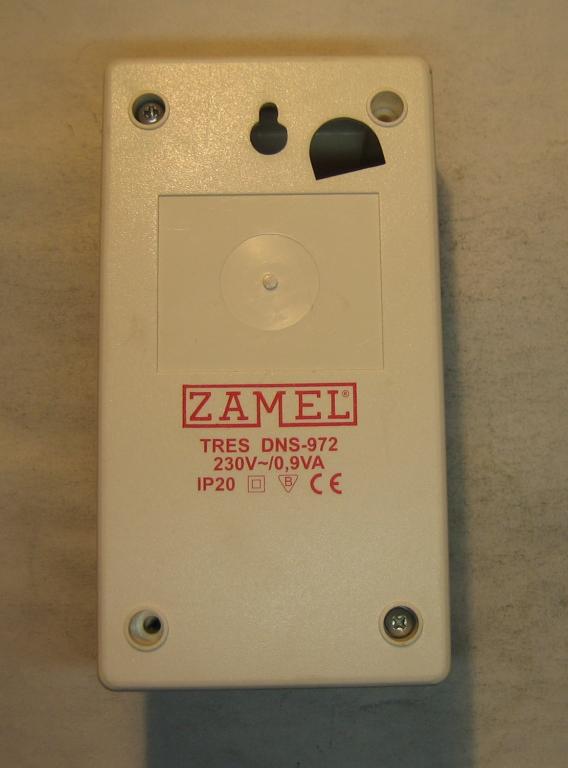 ZAMEL®
TRES DNS-972
230V~/0,9VA
IP20 B CE